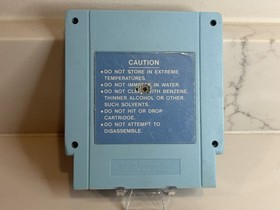 CAUTION
• DO NOT STORE IN EXTREME
TEMPERATURES.
• DO NOT IMMERSE IN WATER.
• DO NOT CLEAN WITH BENZENE,
THINNER ALCOHOL OR OTHER
SUCH SOLVENTS.
• DO NOT HIT OR DROP
CARTRIDGE.
• DO NOT ATTEMPT TO
DISASSEMBLE.